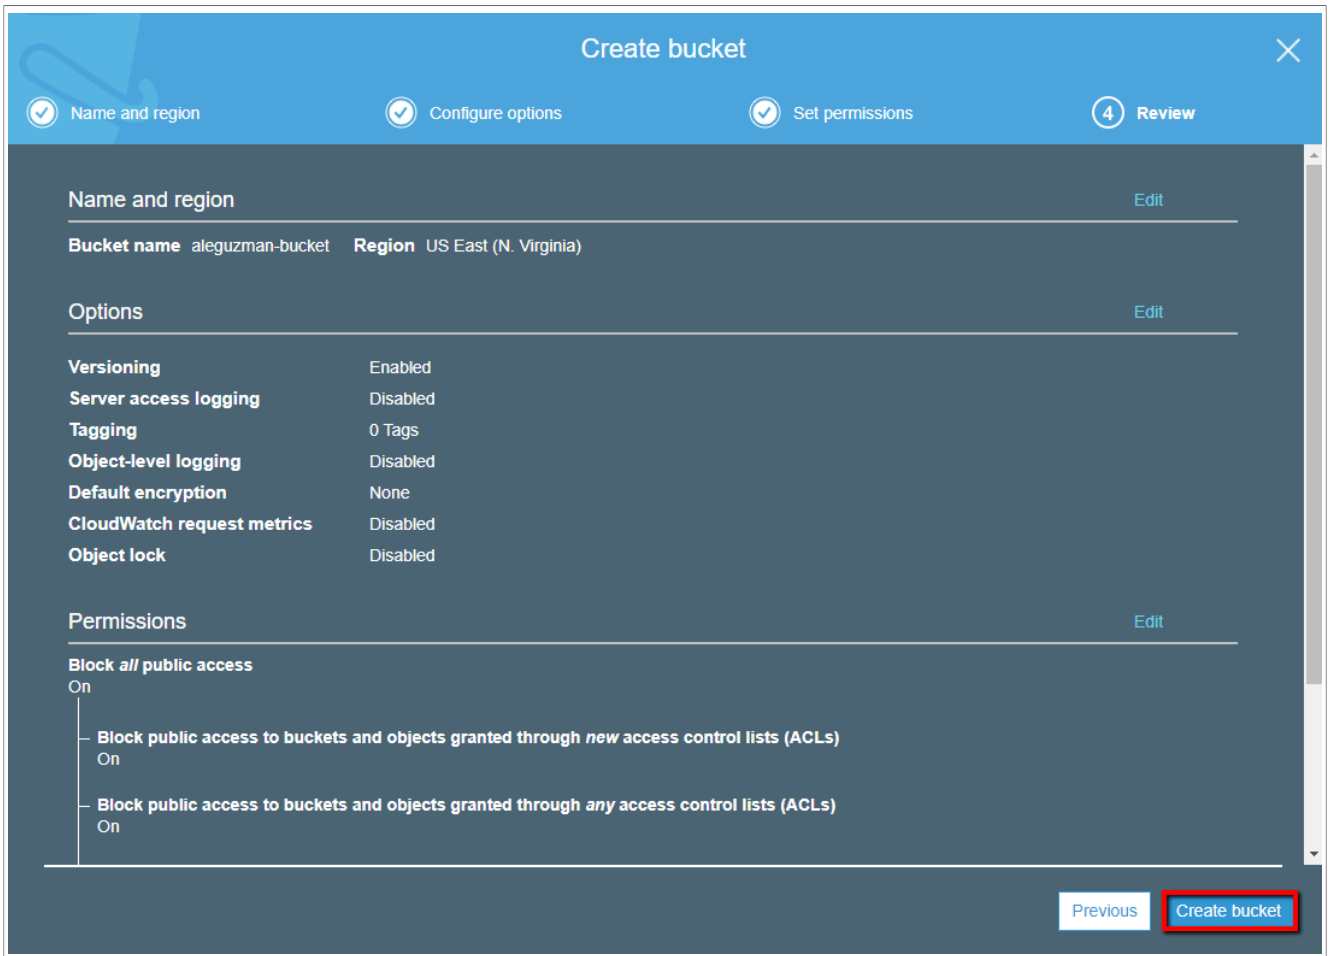 Create bucket
Name and region
Configure options
Set permissions
4 Review
Name and region Edit
Bucket name aleguzman-bucket Region US East (N. Virginia)
Options Edit
Versioning Enabled
Server access logging Disabled
Tagging 0 Tags
Object-level logging Disabled
Default encryption None
CloudWatch request metrics Disabled
Object lock Disabled
Permissions Edit
Block all public access
On
Block public access to buckets and objects granted through new access control lists (ACLs)
On
Block public access to buckets and objects granted through any access control lists (ACLs)
On
Previous Create bucket